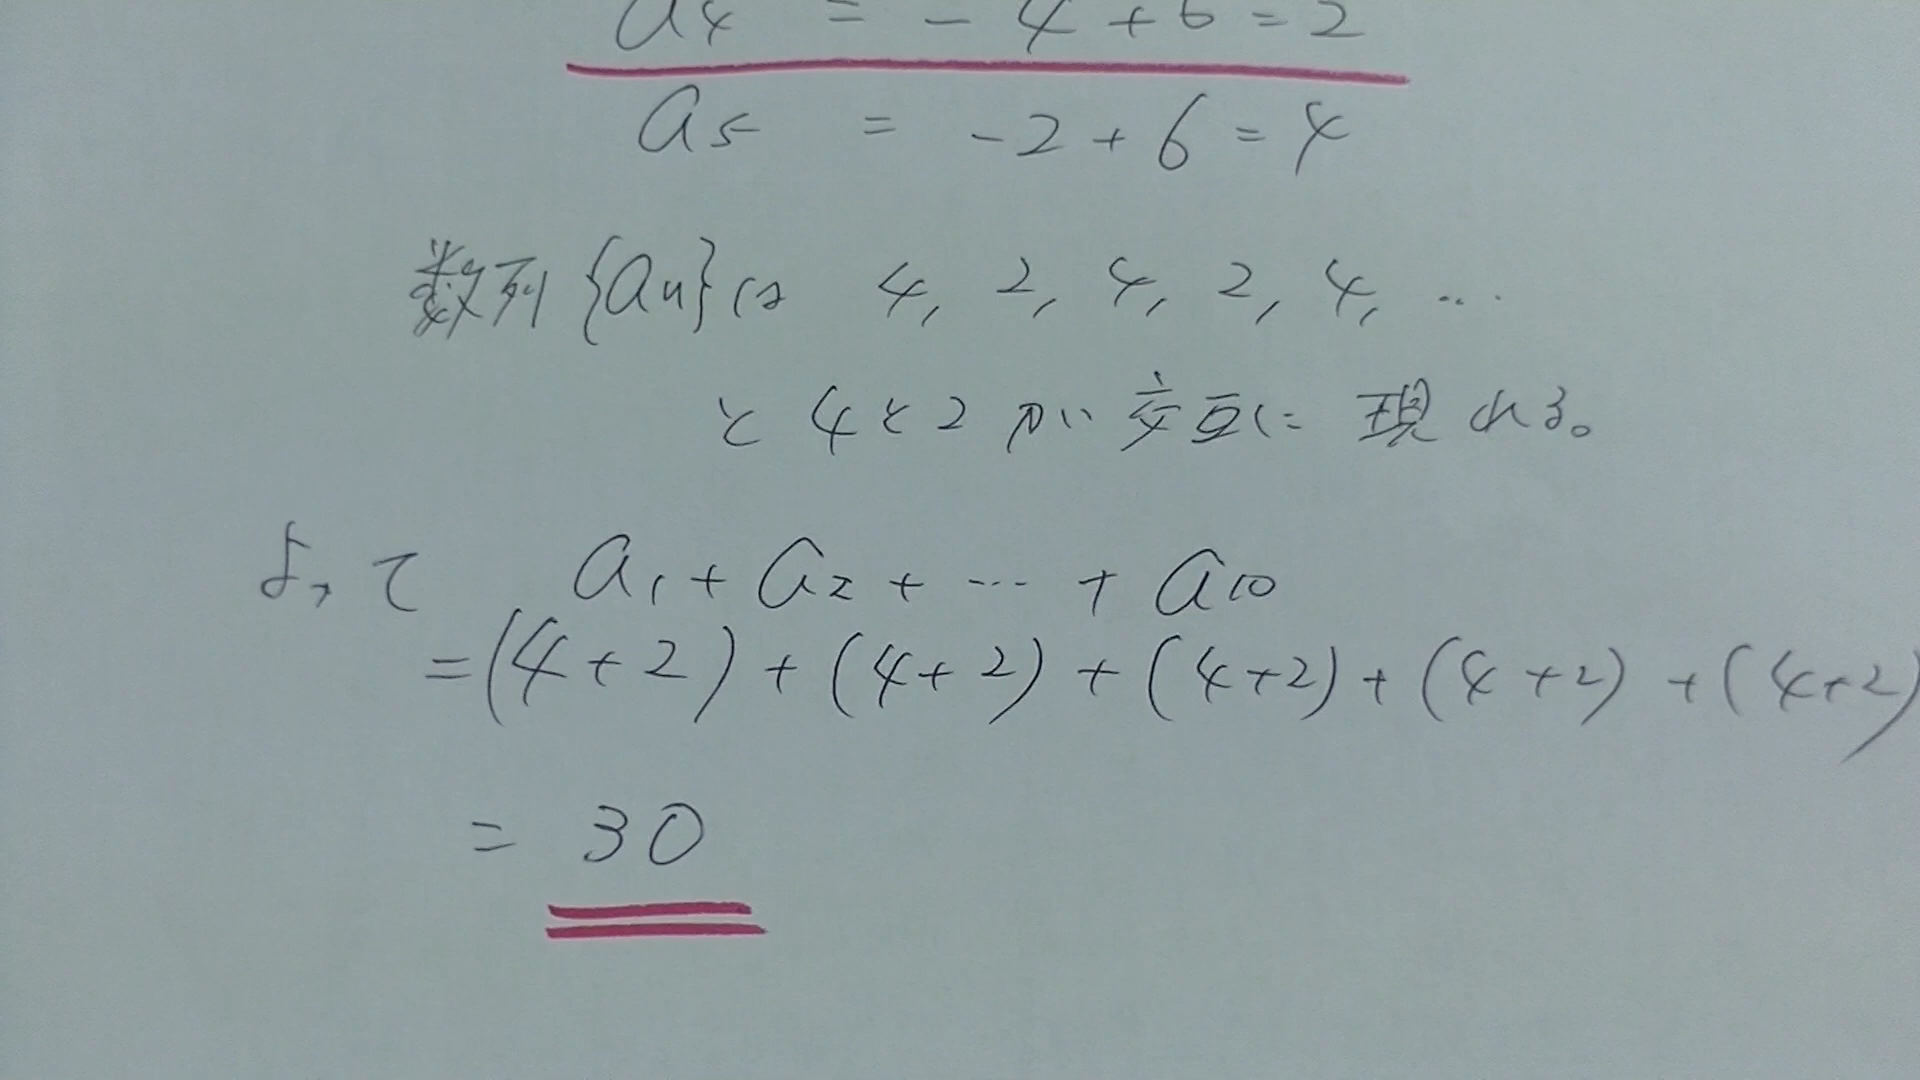 a4 = -4+6=2
a5 = -2+6=4
数列{an}は 4, 2, 4, 2, 4, ...
と4と2が交互に現れる。
よって a1+a2+...+a10
=(4+2)+(4+2)+(4+2)+(4+2)+(4+2)
= 30